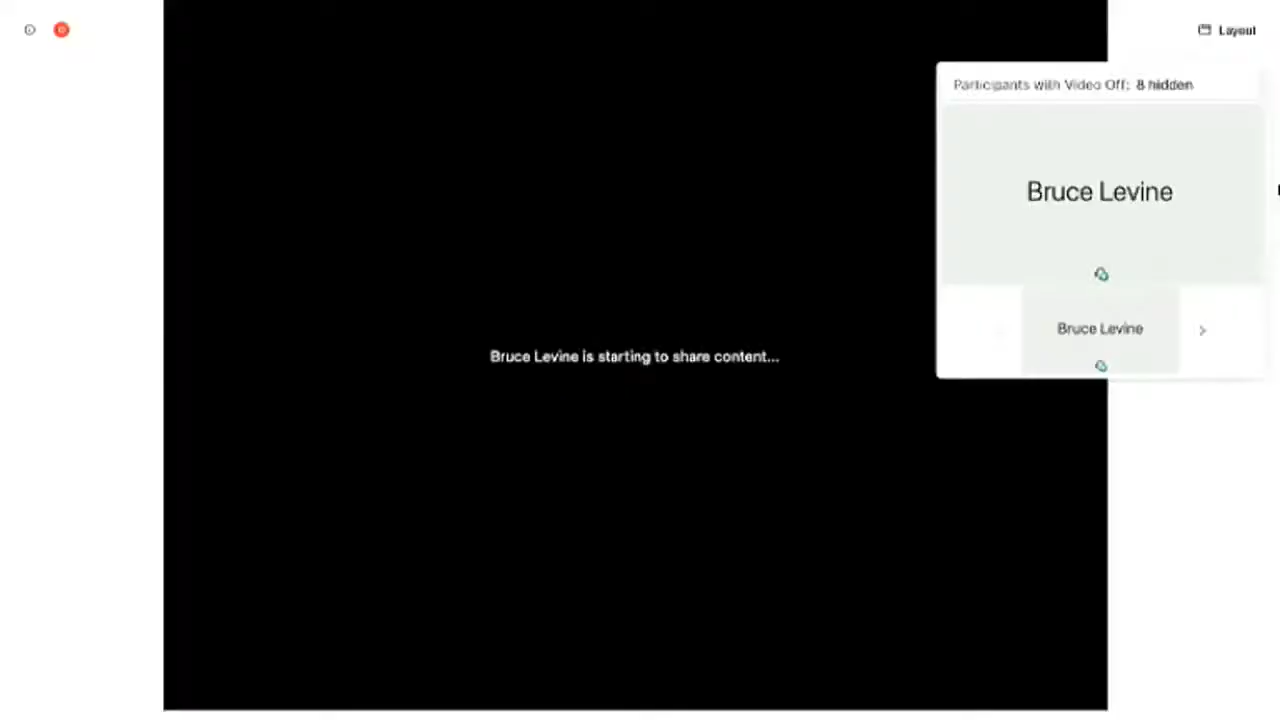 Layout
Participants with Video Off: 8 hidden
Bruce Levine
Bruce Levine
Bruce Levine is starting to share content...